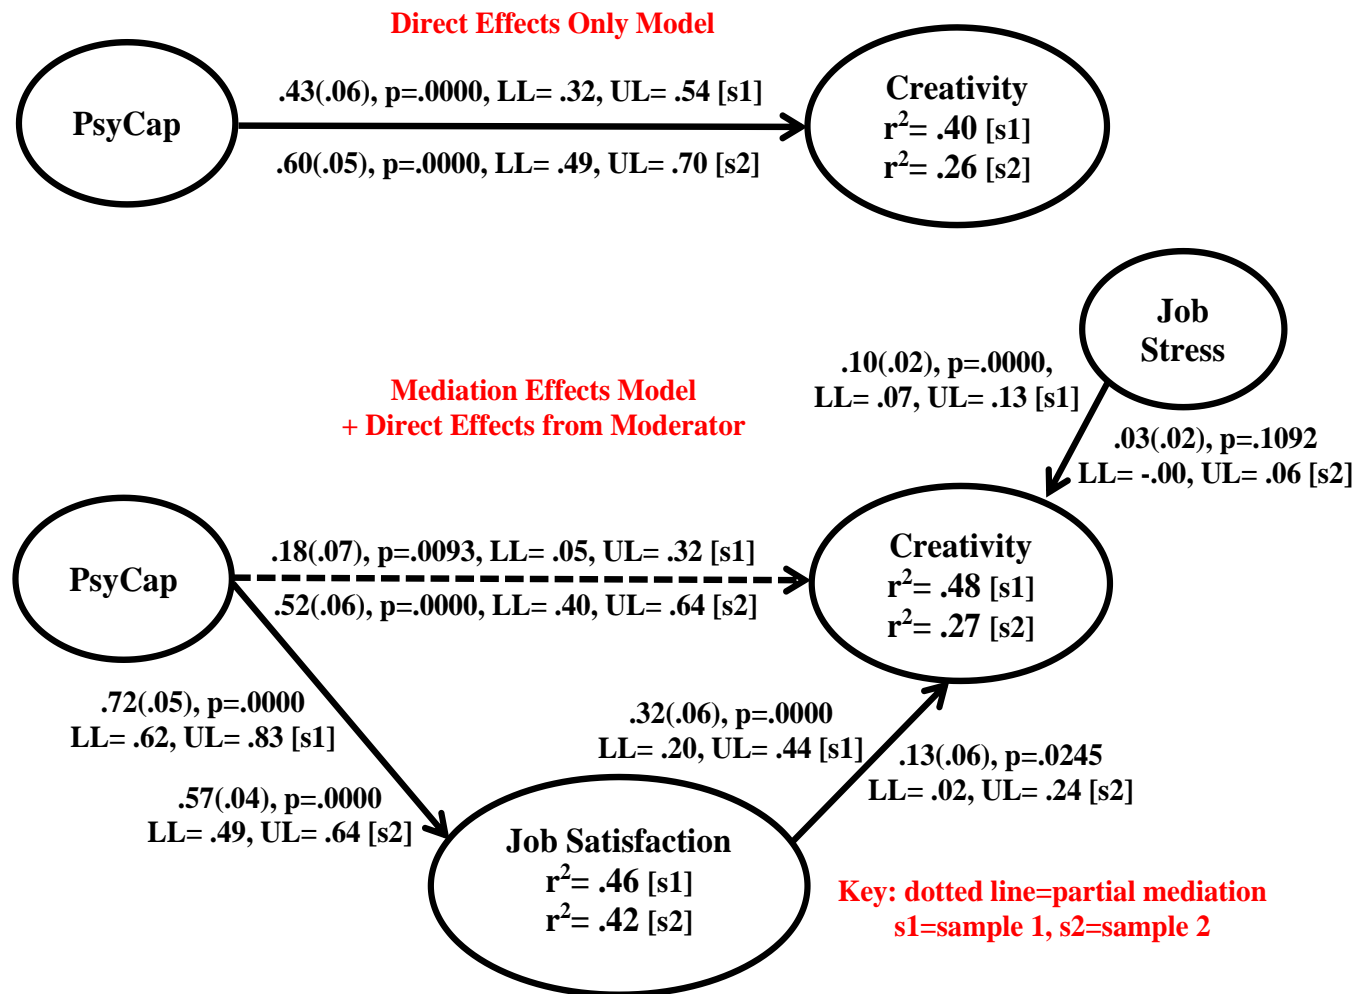 Direct Effects Only Model
PsyCap
.43(.06), p=.0000, LL= .32, UL= .54 [s1]
.60(.05), p=.0000, LL= .49, UL= .70 [s2]
Creativity
r²= .40 [s1]
r²= .26 [s2]
Job
Stress
.10(.02), p=.0000,
LL= .07, UL= .13 [s1]
.03(.02), p=.1092
LL= -.00, UL= .06 [s2]
Mediation Effects Model
+ Direct Effects from Moderator
PsyCap
.18(.07), p=.0093, LL= .05, UL= .32 [s1]
.52(.06), p=.0000, LL= .40, UL= .64 [s2]
Creativity
r²= .48 [s1]
r²= .27 [s2]
.72(.05), p=.0000
LL= .62, UL= .83 [s1]
.57(.04), p=.0000
LL= .49, UL= .64 [s2]
.32(.06), p=.0000
LL= .20, UL= .44 [s1]
.13(.06), p=.0245
LL= .02, UL= .24 [s2]
Job Satisfaction
r²= .46 [s1]
r²= .42 [s2]
Key: dotted line=partial mediation
s1=sample 1, s2=sample 2